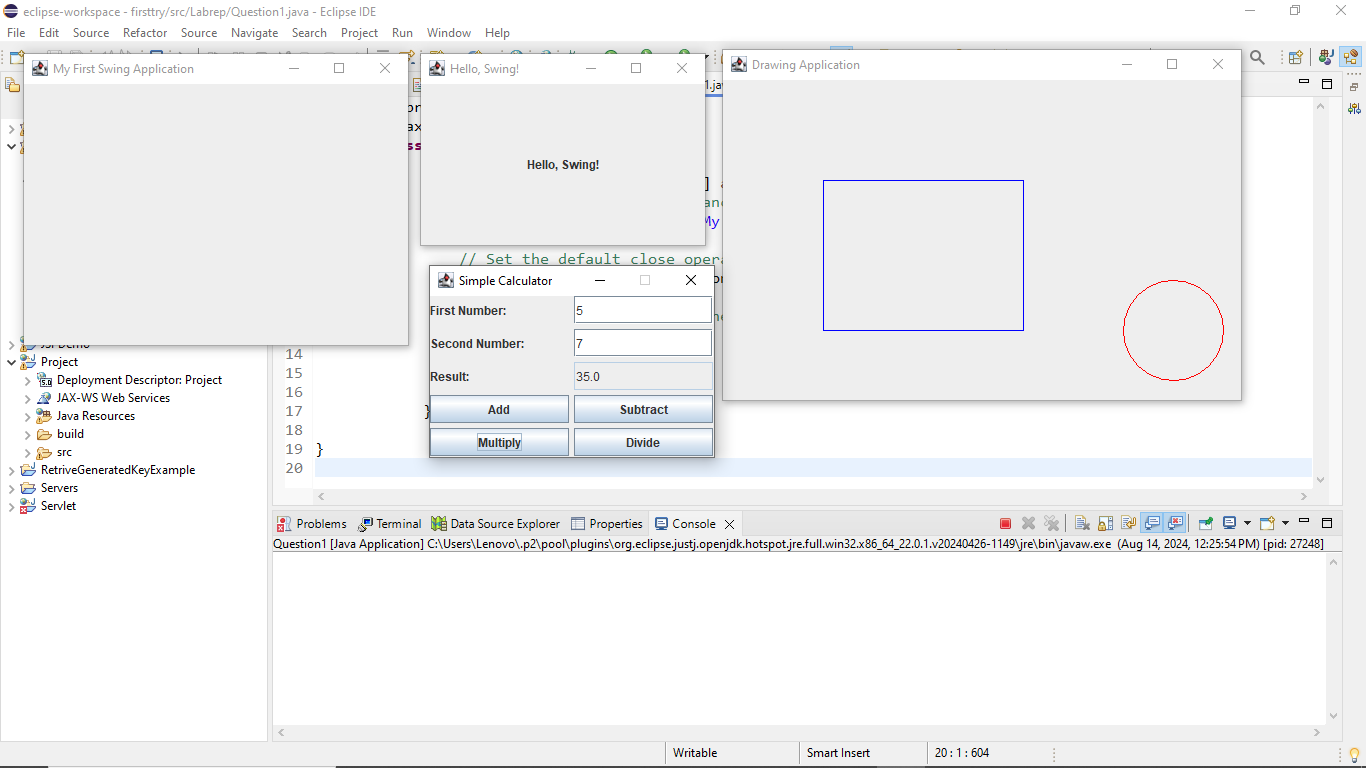 eclipse-workspace - firsttry/src/Labrep/Question1.java - Eclipse IDE
File Edit Source Refactor Source Navigate Search Project Run Window Help
My First Swing Application
Hello, Swing!
Drawing Application
Hello, Swing!
// Set the default close opera
Simple Calculator
First Number: 5
Second Number: 7
Result: 35.0
Add Subtract
Multiply Divide
14
15
16
17 }
18
19 }
20
Project
Deployment Descriptor: Project
JAX-WS Web Services
Java Resources
build
src
RetriveGeneratedKeyExample
Servers
Servlet
Problems Terminal Data Source Explorer Properties Console
Question1 [Java Application] C:\Users\Lenovo\.p2\pool\plugins\org.eclipse.justj.openjdk.hotspot.jre.full.win32.x86_64_22.0.1.v20240426-1149\jre\bin\javaw.exe (Aug 14, 2024, 12:25:54 PM) [pid: 27248]
Writable Smart Insert 20 : 1 : 604